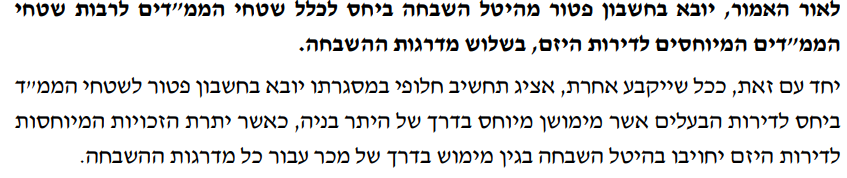 לאור האמור, יובא בחשבון פטור מהיטל השבחה ביחס לכלל שטחי הממ״דים לרבות שטחי
הממ״דים המיוחסים לדירות היזם, בשלוש מדרגות ההשבחה.
יחד עם זאת, ככל שייקבע אחרת, אציג תחשיב חלופי במסגרתו יובא בחשבון פטור לשטחי הממ״ד
ביחס לדירות הבעלים אשר מימושן מיוחס בדרך של היתר בניה, כאשר יתרת הזכויות המיוחסות
לדירות היזם יחויבו בהיטל השבחה בגין מימוש בדרך של מכר עבור כל מדרגות ההשבחה.